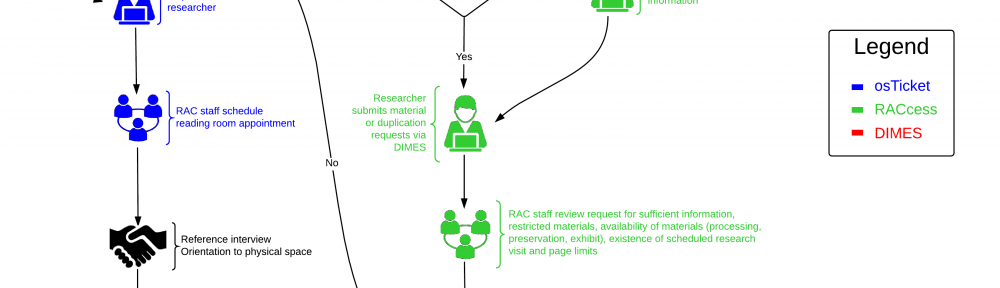 researcher
information
Yes
Legend
osTicket
RACcess
DIMES
RAC staff schedule
reading room appointment
Researcher
submits material
or duplication
requests via
DIMES
No
Reference interview
Orientation to physical space
RAC staff review request for sufficient information,
restricted materials, availability of materials (processing,
preservation, exhibit), existence of scheduled research
visit and page limits